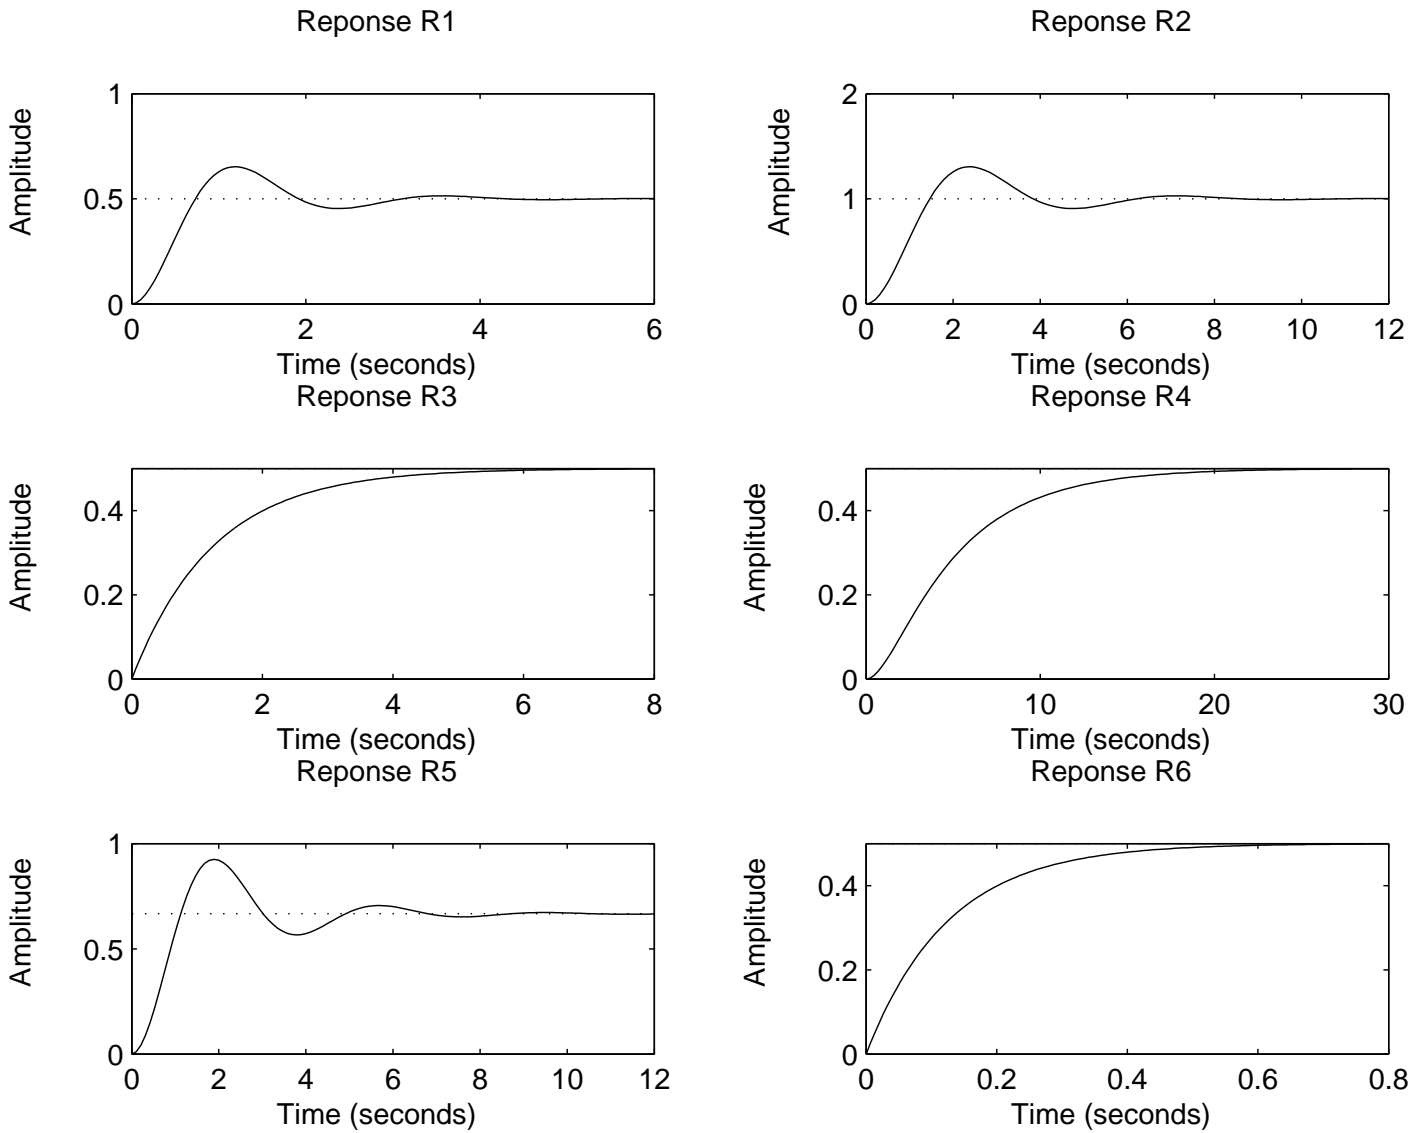 Reponse R1
1
0.5
0
0 2 4 6
Amplitude
Time (seconds)
Reponse R2
2
1
0
0 2 4 6 8 10 12
Amplitude
Time (seconds)
Reponse R3
0.4
0.2
0
0 2 4 6 8
Amplitude
Time (seconds)
Reponse R4
0.4
0.2
0
0 10 20 30
Amplitude
Time (seconds)
Reponse R5
1
0.5
0
0 2 4 6 8 10 12
Amplitude
Time (seconds)
Reponse R6
0.4
0.2
0
0 0.2 0.4 0.6 0.8
Amplitude
Time (seconds)